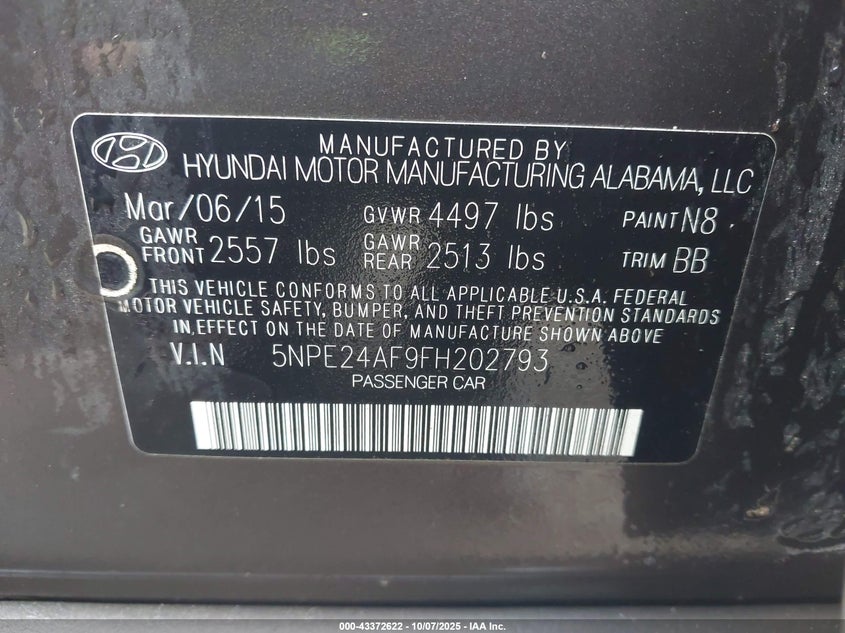 MANUFACTURED BY
HYUNDAI MOTOR MANUFACTURING ALABAMA, LLC
Mar/06/15 GVWR 4497 lbs PAINT N8
GAWR FRONT 2557 lbs GAWR REAR 2513 lbs TRIM BB
THIS VEHICLE CONFORMS TO ALL APPLICABLE U.S.A. FEDERAL
MOTOR VEHICLE SAFETY, BUMPER, AND THEFT PREVENTION STANDARDS
IN EFFECT ON THE DATE OF MANUFACTURE SHOWN ABOVE
V.I.N 5NPE24AF9FH202793
PASSENGER CAR
000-43372622 - 10/07/2025 - IAA Inc.